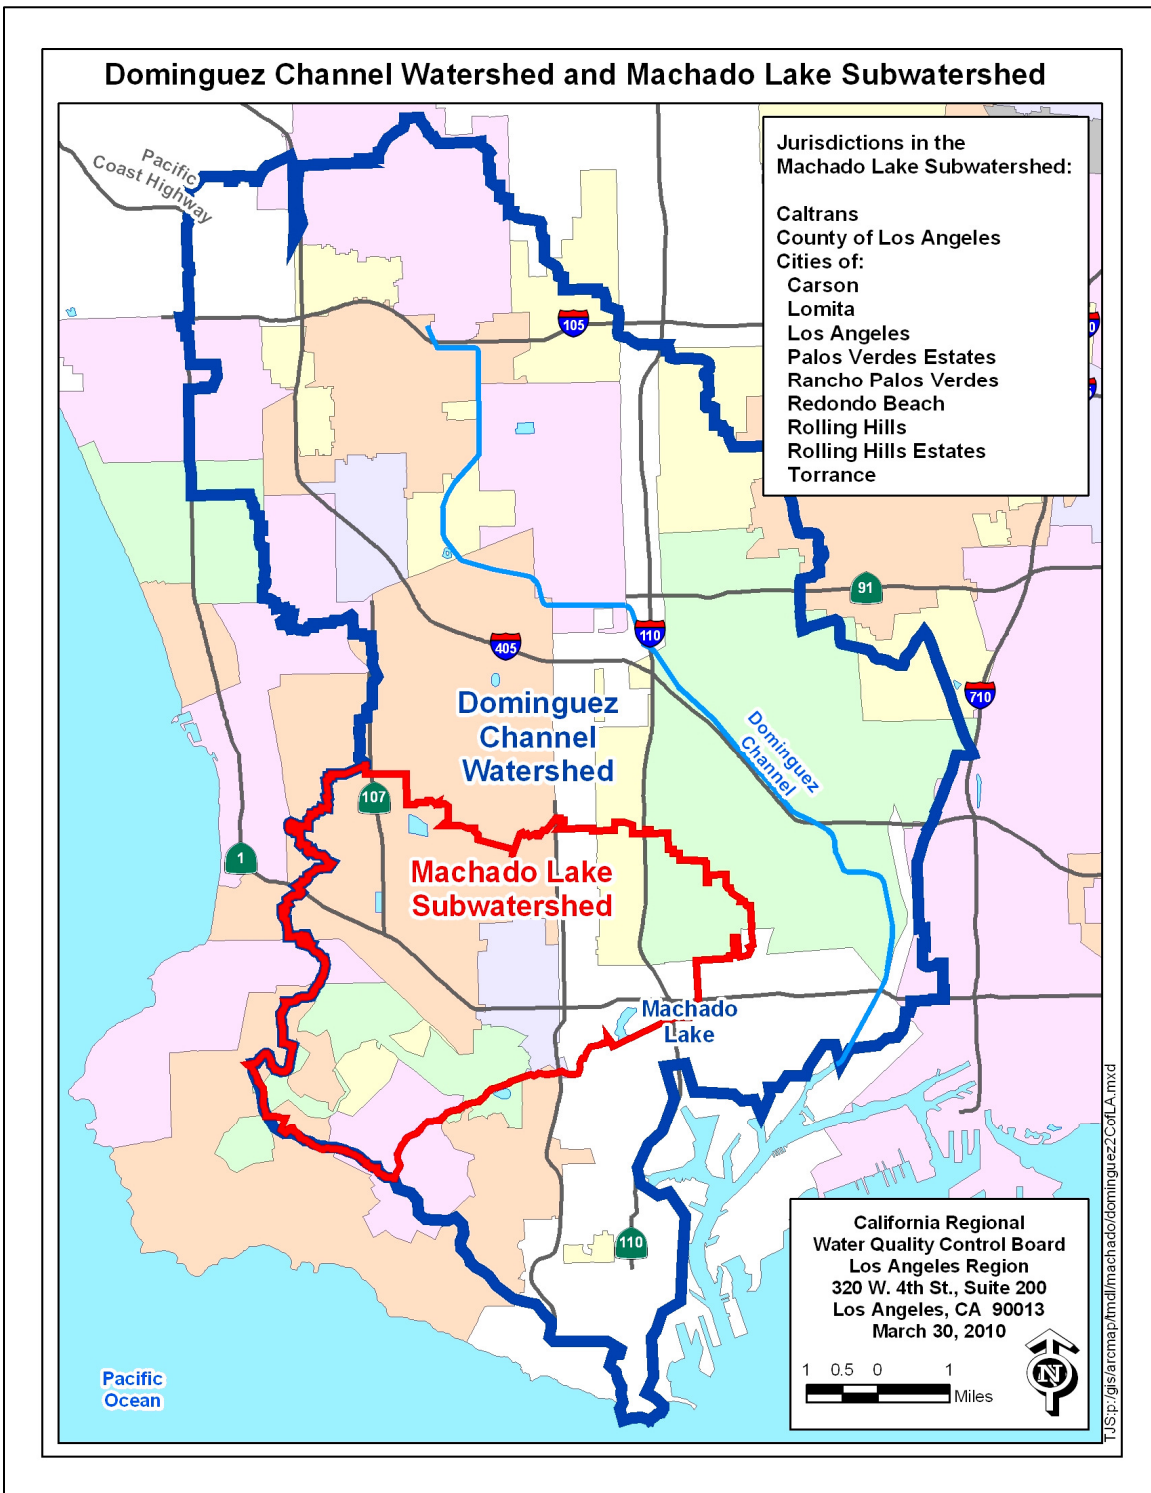 Dominguez Channel Watershed and Machado Lake Subwatershed
Pacific
Coast Highway
Jurisdictions in the
Machado Lake Subwatershed:
Caltrans
County of Los Angeles
Cities of:
Carson
Lomita
Los Angeles
Palos Verdes Estates
Rancho Palos Verdes
Redondo Beach
Rolling Hills
Rolling Hills Estates
Torrance
105
91
110
405
710
Dominguez
Channel
Watershed
Dominguez
Channel
107
1
Machado Lake
Subwatershed
Machado
Lake
110
Pacific
Ocean
California Regional
Water Quality Control Board
Los Angeles Region
320 W. 4th St., Suite 200
Los Angeles, CA 90013
March 30, 2010
1 0.5 0 1
Miles
N
TJS:p:/gis/arcmap/tmdl/machado/dominguez2CofLA.mxd